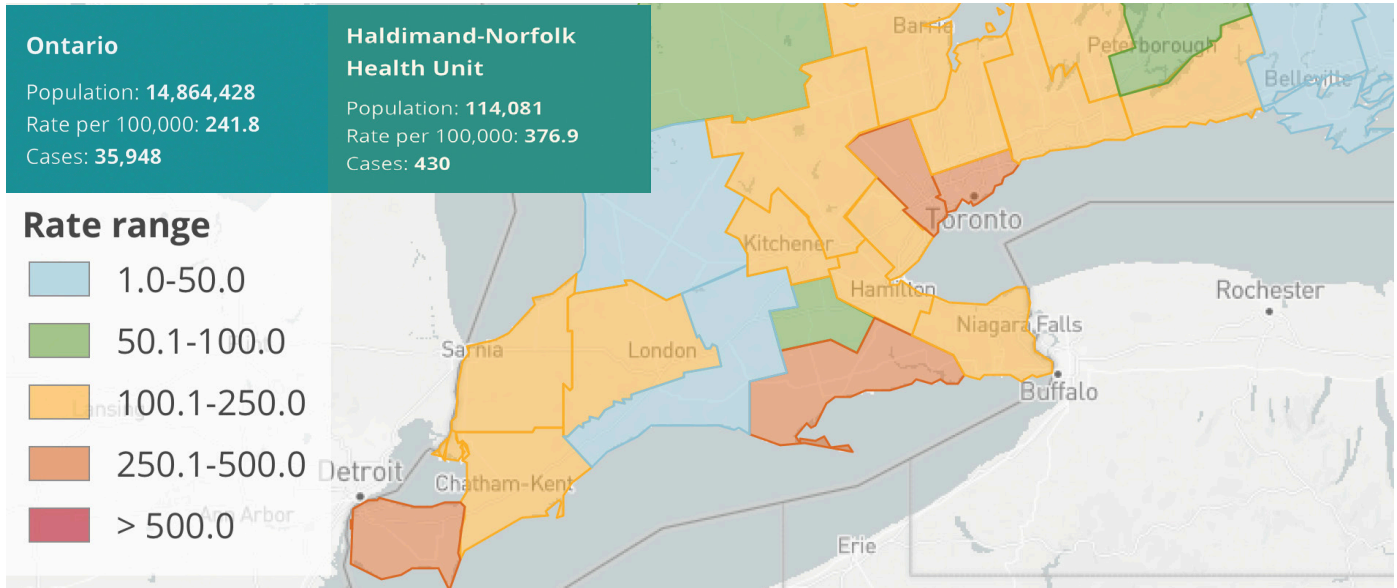 Ontario
Population: 14,864,428
Rate per 100,000: 241.8
Cases: 35,948
Haldimand-Norfolk
Health Unit
Population: 114,081
Rate per 100,000: 376.9
Cases: 430
Rate range
1.0-50.0
50.1-100.0
100.1-250.0
250.1-500.0
> 500.0
Barrie
Peterborough
Belleville
Toronto
Kitchener
Hamilton
Rochester
Niagara Falls
Sarnia
London
Buffalo
Lansing
Detroit
Chatham-Kent
Ann Arbor
Erie